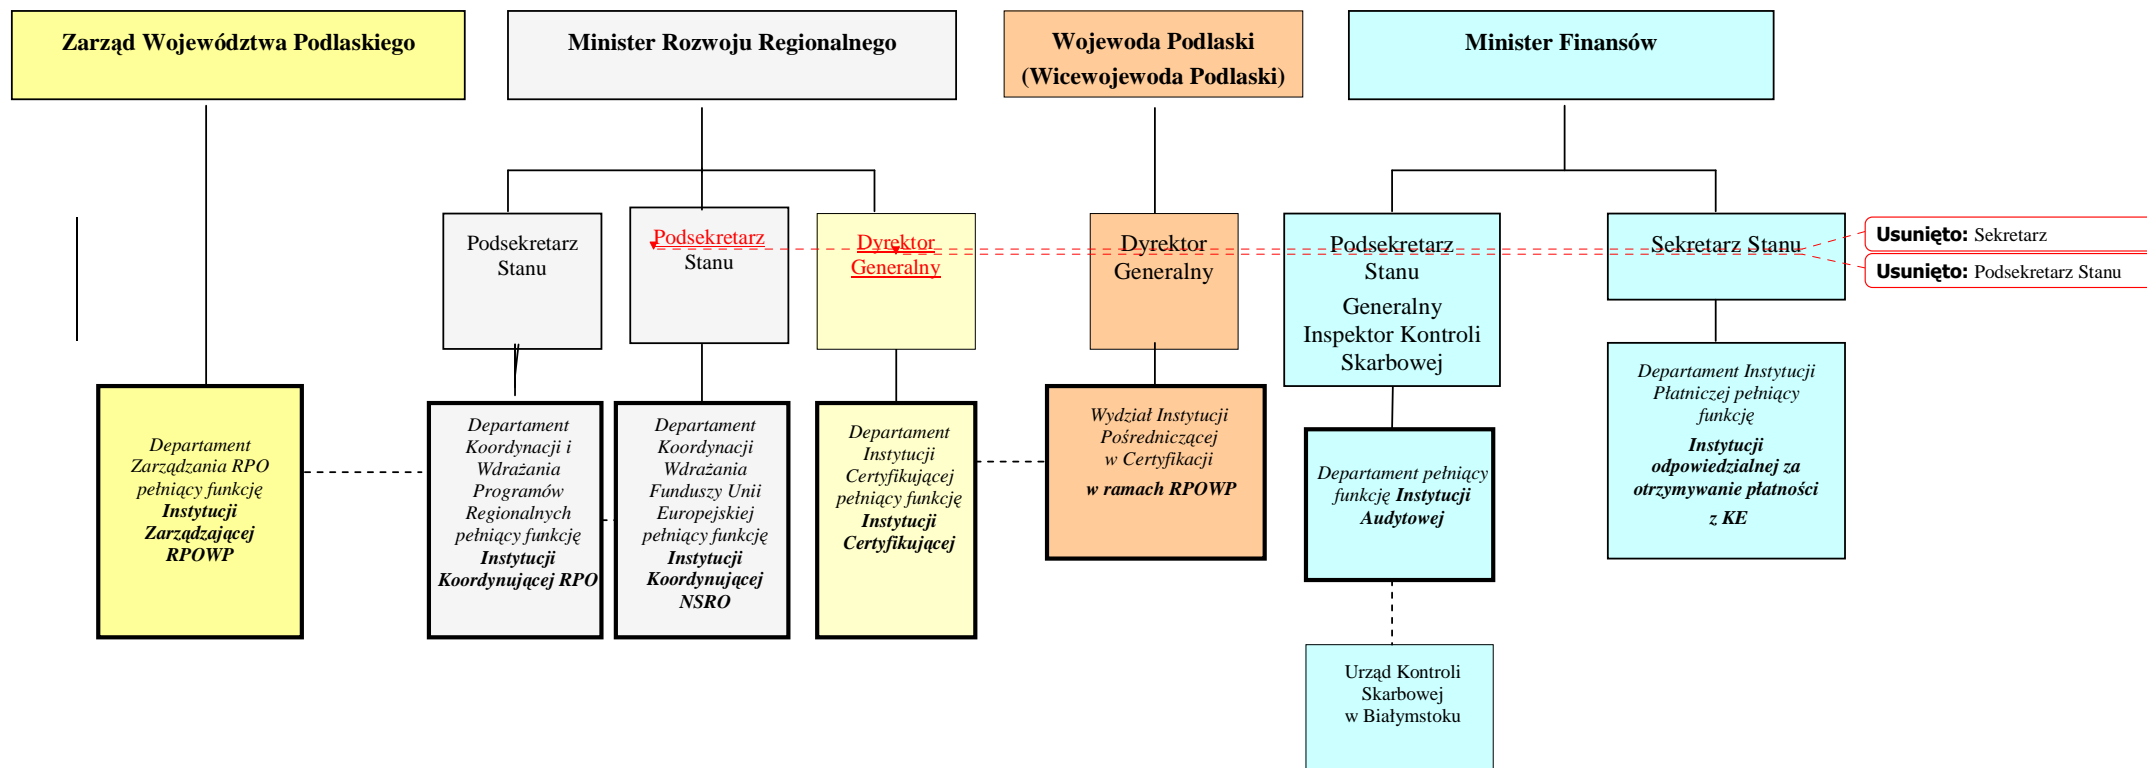 Zarząd Województwa Podlaskiego
Minister Rozwoju Regionalnego
Wojewoda Podlaski
(Wicewojewoda Podlaski)
Minister Finansów
Podsekretarz
Stanu
Podsekretarz
Stanu
Dyrektor
Generalny
Dyrektor
Generalny
Podsekretarz
Stanu
Generalny
Inspektor Kontroli
Skarbowej
Sekretarz Stanu
Usunięto: Sekretarz
Usunięto: Podsekretarz Stanu
Departament
Zarządzania RPO
pełniący funkcję
Instytucji
Zarządzającej
RPOWP
Departament
Koordynacji i
Wdrażania
Programów
Regionalnych
pełniący funkcję
Instytucji
Koordynującej RPO
Departament
Koordynacji
Wdrażania
Funduszy Unii
Europejskiej
pełniący funkcję
Instytucji
Koordynującej
NSRO
Departament
Instytucji
Certyfikującej
pełniący funkcję
Instytucji
Certyfikującej
Wydział Instytucji
Pośredniczącej
w Certyfikacji
w ramach RPOWP
Departament pełniący
funkcję Instytucji
Audytowej
Departament Instytucji
Płatniczej pełniący
funkcję
Instytucji
odpowiedzialnej za
otrzymywanie płatności
z KE
Urząd Kontroli
Skarbowej
w Białymstoku